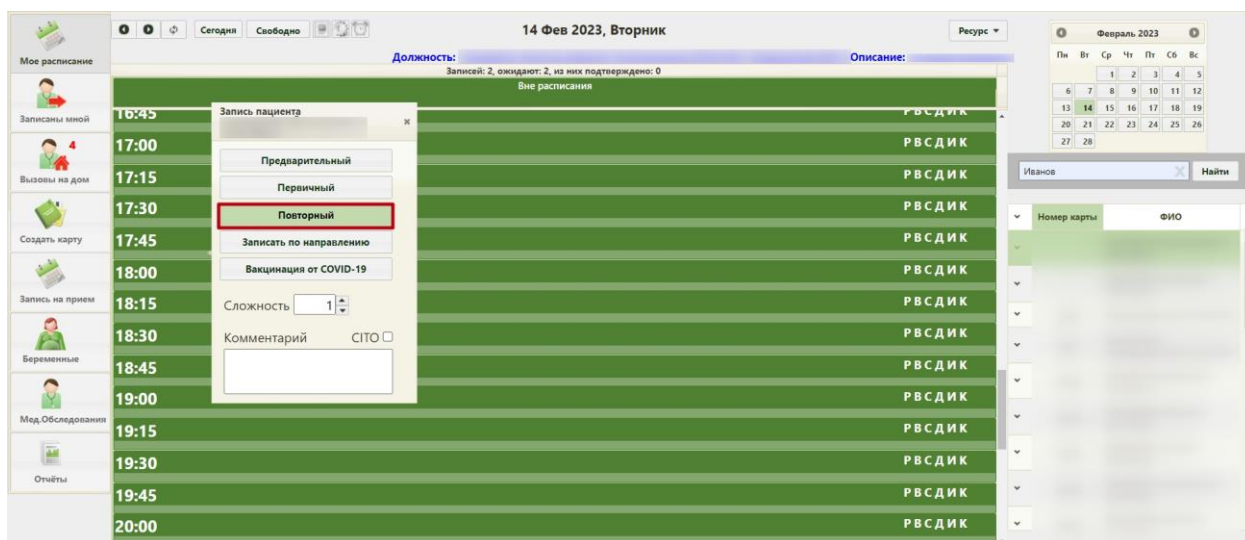 Мое расписание
Записаны мной
4
Вызовы на дом
Создать карту
Запись на прием
Беременные
Мед.Обследования
Отчёты
Сегодня Свободно 14 Фев 2023, Вторник Ресурс
Должность: Описание:
Записей: 2, ожидают: 2, из них подтверждено: 0
Вне расписания
16:45 Р В С Д И К
17:00 Р В С Д И К
17:15 Р В С Д И К
17:30 Р В С Д И К
17:45 Р В С Д И К
18:00 Р В С Д И К
18:15 Р В С Д И К
18:30 Р В С Д И К
18:45 Р В С Д И К
19:00 Р В С Д И К
19:15 Р В С Д И К
19:30 Р В С Д И К
19:45 Р В С Д И К
20:00 Р В С Д И К
Запись пациента
Предварительный
Первичный
Повторный
Записать по направлению
Вакцинация от COVID-19
Сложность 1
Комментарий CITO
Февраль 2023
Пн Вт Ср Чт Пт Сб Вс
1 2 3 4 5
6 7 8 9 10 11 12
13 14 15 16 17 18 19
20 21 22 23 24 25 26
27 28
Иванов X Найти
Номер карты ФИО